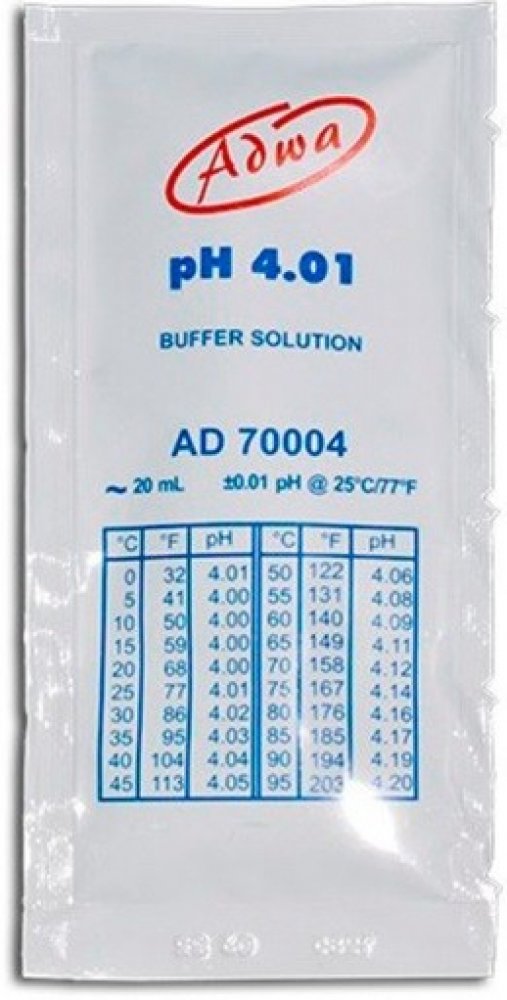 Adwa
pH 4.01
BUFFER SOLUTION
AD 70004
~ 20 mL ±0.01 pH @ 25°C/77°F
°C °F pH °C °F pH
0 32 4.01 50 122 4.06
5 41 4.00 55 131 4.08
10 50 4.00 60 140 4.09
15 59 4.00 65 149 4.11
20 68 4.00 70 158 4.12
25 77 4.01 75 167 4.14
30 86 4.02 80 176 4.16
35 95 4.03 85 185 4.17
40 104 4.04 90 194 4.19
45 113 4.05 95 203 4.20